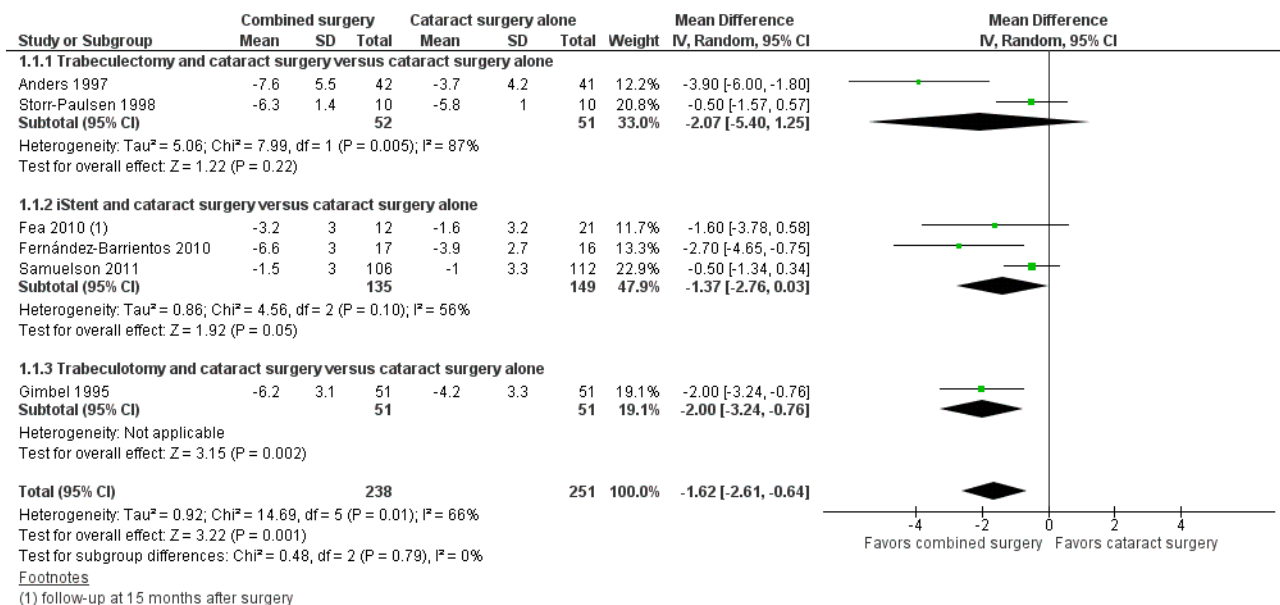 Combined surgery Cataract surgery alone Mean Difference Mean Difference
Study or Subgroup Mean SD Total Mean SD Total Weight IV, Random, 95% CI IV, Random, 95% CI
1.1.1 Trabeculectomy and cataract surgery versus cataract surgery alone
Anders 1997 -7.6 5.5 42 -3.7 4.2 41 12.2% -3.90 [-6.00, -1.80]
Storr-Paulsen 1998 -6.3 1.4 10 -5.8 1 10 20.8% -0.50 [-1.57, 0.57]
Subtotal (95% CI) 52 51 33.0% -2.07 [-5.40, 1.25]
Heterogeneity: Tau² = 5.06; Chi² = 7.99, df = 1 (P = 0.005); I² = 87%
Test for overall effect: Z = 1.22 (P = 0.22)
1.1.2 iStent and cataract surgery versus cataract surgery alone
Fea 2010 (1) -3.2 3 12 -1.6 3.2 21 11.7% -1.60 [-3.78, 0.58]
Fernández-Barrientos 2010 -6.6 3 17 -3.9 2.7 16 13.3% -2.70 [-4.65, -0.75]
Samuelson 2011 -1.5 3 106 -1 3.3 112 22.9% -0.50 [-1.34, 0.34]
Subtotal (95% CI) 135 149 47.9% -1.37 [-2.76, 0.03]
Heterogeneity: Tau² = 0.86; Chi² = 4.56, df = 2 (P = 0.10); I² = 56%
Test for overall effect: Z = 1.92 (P = 0.05)
1.1.3 Trabeculotomy and cataract surgery versus cataract surgery alone
Gimbel 1995 -6.2 3.1 51 -4.2 3.3 51 19.1% -2.00 [-3.24, -0.76]
Subtotal (95% CI) 51 51 19.1% -2.00 [-3.24, -0.76]
Heterogeneity: Not applicable
Test for overall effect: Z = 3.15 (P = 0.002)
Total (95% CI) 238 251 100.0% -1.62 [-2.61, -0.64]
Heterogeneity: Tau² = 0.92; Chi² = 14.69, df = 5 (P = 0.01); I² = 66%
Test for overall effect: Z = 3.22 (P = 0.001)
Test for subgroup differences: Chi² = 0.48, df = 2 (P = 0.79), I² = 0%
-4 -2 0 2 4
Favors combined surgery Favors cataract surgery
Footnotes
(1) follow-up at 15 months after surgery